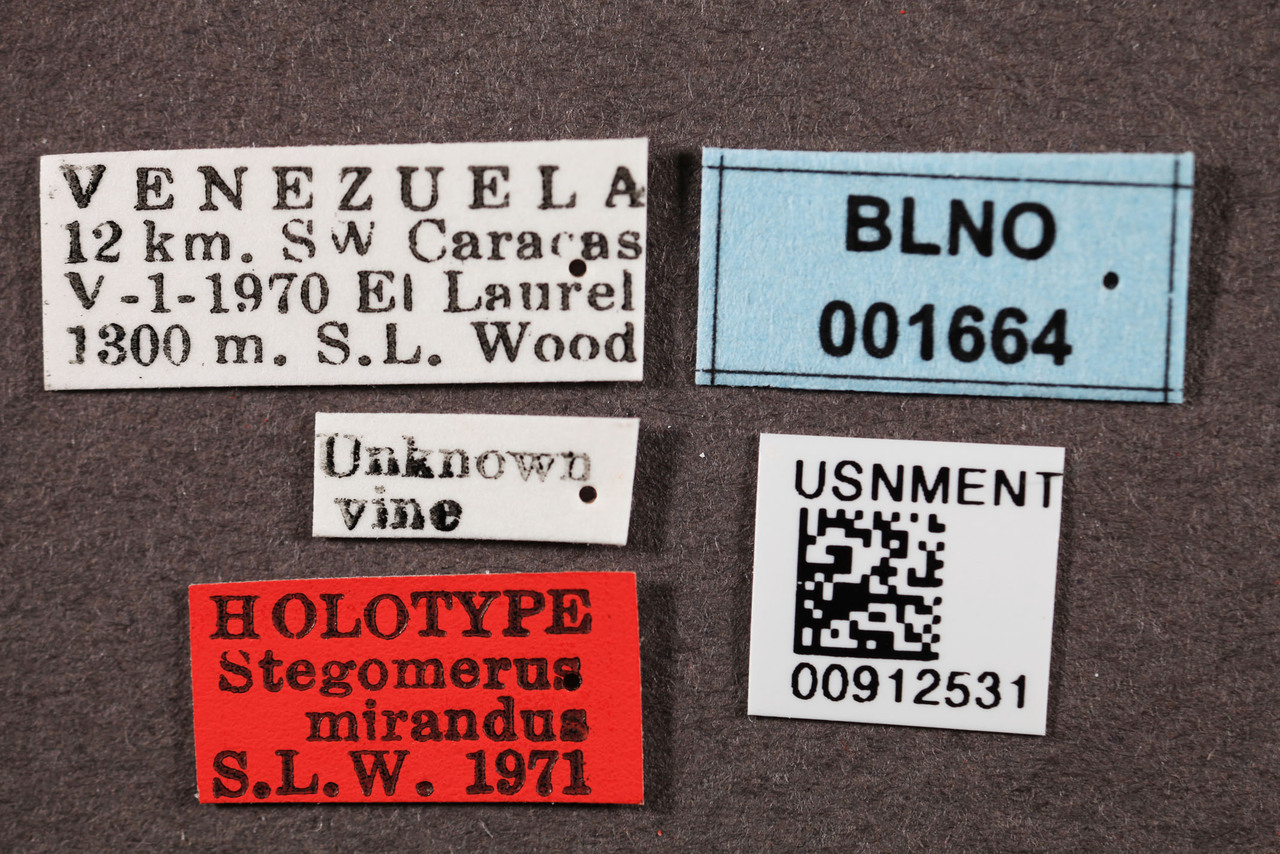 VENEZUELA
12 km. SW Caracas
V-1-1970 El Laurel
1300 m. S.L. Wood
BLNO
001664
Unknown
vine
USNMENT
00912531
HOLOTYPE
Stegomerus
mirandus
S.L.W. 1971